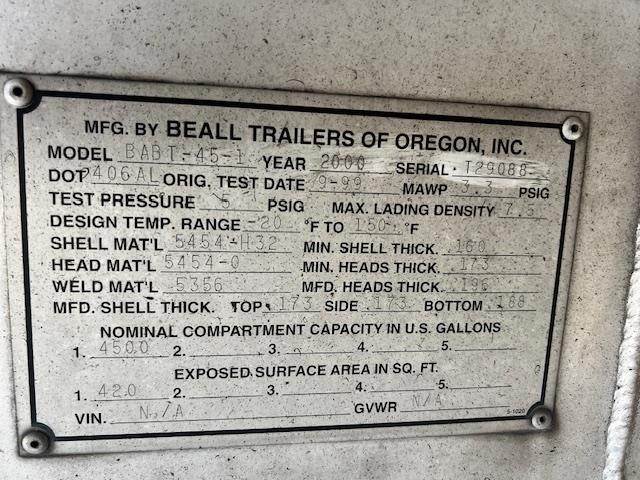 MFG. BY BEALL TRAILERS OF OREGON, INC.
MODEL BABT-45-1 YEAR 2000 SERIAL T29088
DOT 406AL ORIG. TEST DATE 9-99 MAWP 3.3 PSIG
TEST PRESSURE 5 PSIG MAX. LADING DENSITY 7.5
DESIGN TEMP. RANGE -20 °F TO 150 °F
SHELL MAT'L 5454-H32 MIN. SHELL THICK. .160
HEAD MAT'L 5454-0 MIN. HEADS THICK. .173
WELD MAT'L 5356 MFD. HEADS THICK.
MFD. SHELL THICK. TOP .173 SIDE .173 BOTTOM .188
NOMINAL COMPARTMENT CAPACITY IN U.S. GALLONS
1. 4500 2. 3. 4. 5.
EXPOSED SURFACE AREA IN SQ. FT.
1. 420 2. 3. 4. 5.
VIN. N/A GVWR N/A
S-1020